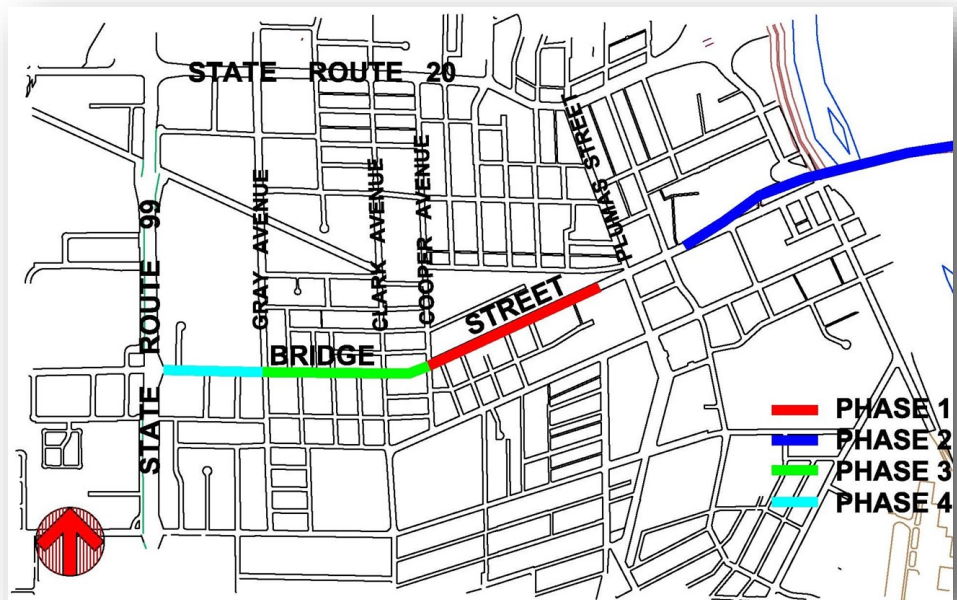 STATE ROUTE 20
PLUMAS STREET
GRAY AVENUE
CLARK AVENUE
COOPER AVENUE
STATE ROUTE 99
BRIDGE STREET
PHASE 1
PHASE 2
PHASE 3
PHASE 4